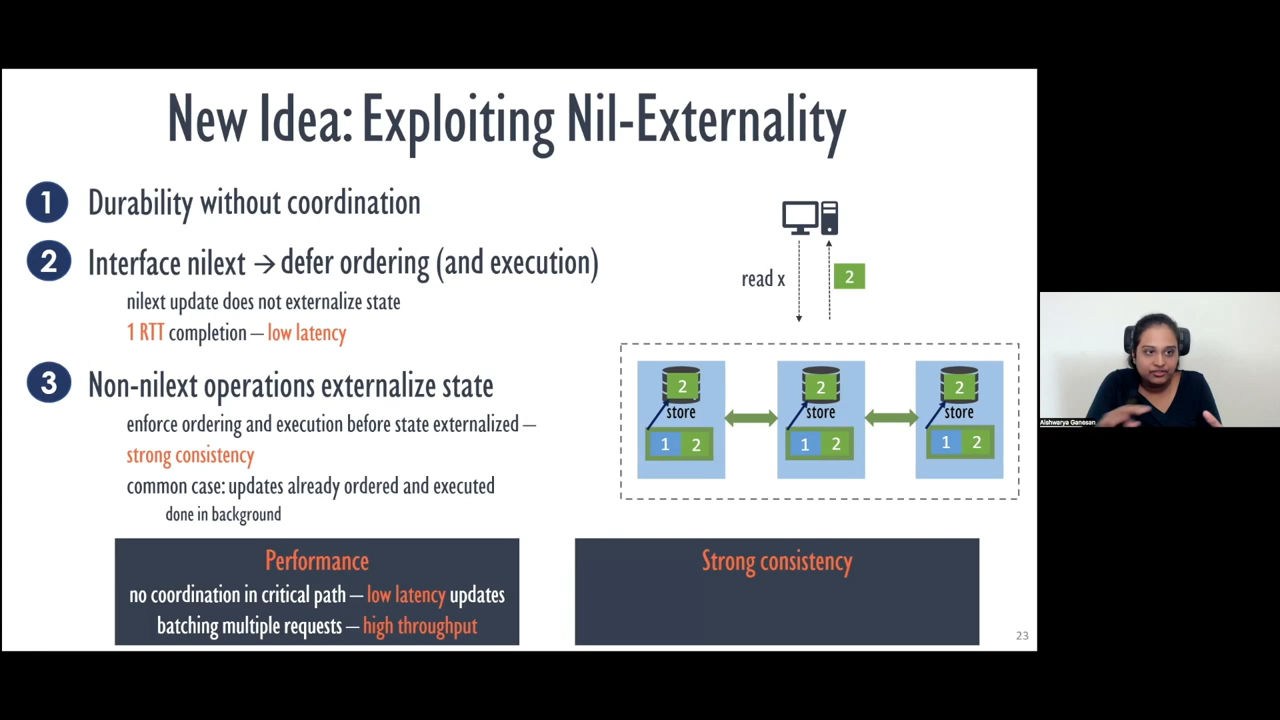 New Idea: Exploiting Nil-Externality
1 Durability without coordination
2 Interface nilext → defer ordering (and execution)
nilext update does not externalize state
1 RTT completion – low latency
3 Non-nilext operations externalize state
enforce ordering and execution before state externalized –
strong consistency
common case: updates already ordered and executed
done in background
read x
2
2
store
1 2
2
store
1 2
2
store
1 2
Performance
no coordination in critical path – low latency updates
batching multiple requests – high throughput
Strong consistency
23
Aishwarya Ganesan